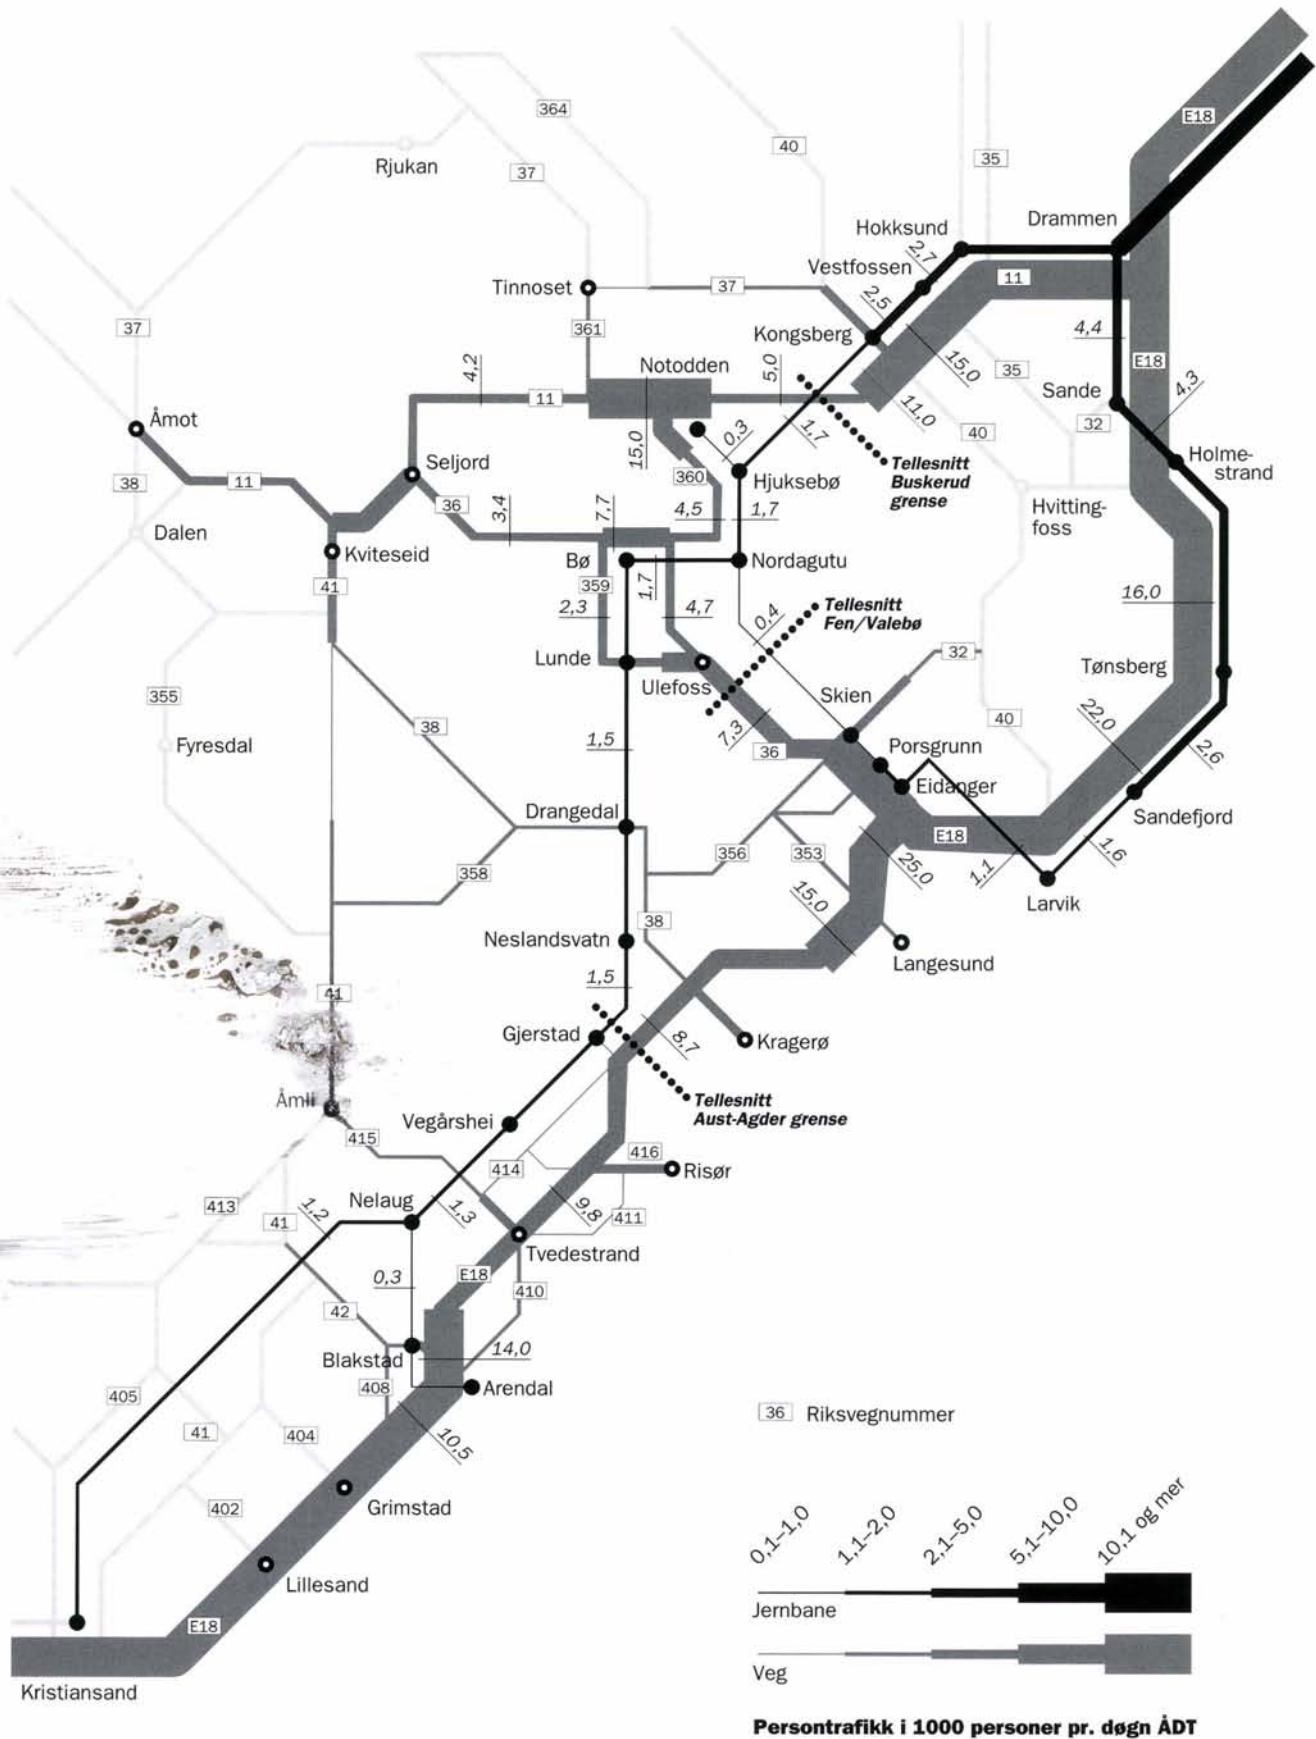 E18
364
40
35
Rjukan
37
Hokksund
Drammen
2,7
Vestfossen
11
Tinnoset
37
2,5
Kongsberg
4,4
37
361
15,0
E18
Notodden
5,0
35
4,2
4,3
Sande
11
11,0
32
Åmot
1,7
0,3
40
15,0
Seljord
Tellesnitt
Buskerud
grense
Holme-
strand
38
11
360
Hjuksebø
36
3,4
7,7
4,5
1,7
Hvitting-
foss
Dalen
Kviteseid
Bø
Nordagutu
41
359
1,7
16,0
2,3
4,7
0,4
Tellesnitt
Fen/Valebø
Lunde
32
Tønsberg
Ulefoss
355
Skien
38
40
22,0
7,3
Fyresdal
1,5
36
Porsgrunn
2,6
Eidanger
Drangedal
Sandefjord
E18
356
353
25,0
1,1
1,6
358
15,0
Larvik
38
Neslandsvatn
Langesund
1,5
41
Gjerstad
8,7
Kragerø
Åmli
Tellesnitt
Aust-Agder grense
Vegårshei
415
416
414
Risør
413
1,2
Nelaug
1,3
9,8
41
411
Tvedestrand
0,3
E18
410
42
Blakstad
14,0
408
Arendal
405
41
404
10,5
36 Riksvegnummer
402
Grimstad
Lillesand
0,1–1,0
1,1–2,0
2,1–5,0
5,1–10,0
10,1 og mer
Jernbane
E18
Veg
Kristiansand
Persontrafikk i 1000 personer pr. døgn ÅDT